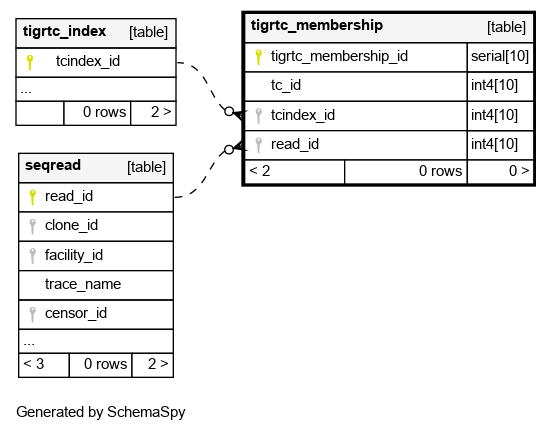 tigrtc_index [table]
tcindex_id
...
0 rows 2 >
tigrtc_membership [table]
tigrtc_membership_id serial[10]
tc_id int4[10]
tcindex_id int4[10]
read_id int4[10]
< 2 0 rows 0 >
seqread [table]
read_id
clone_id
facility_id
trace_name
censor_id
...
< 3 0 rows 2 >
Generated by SchemaSpy